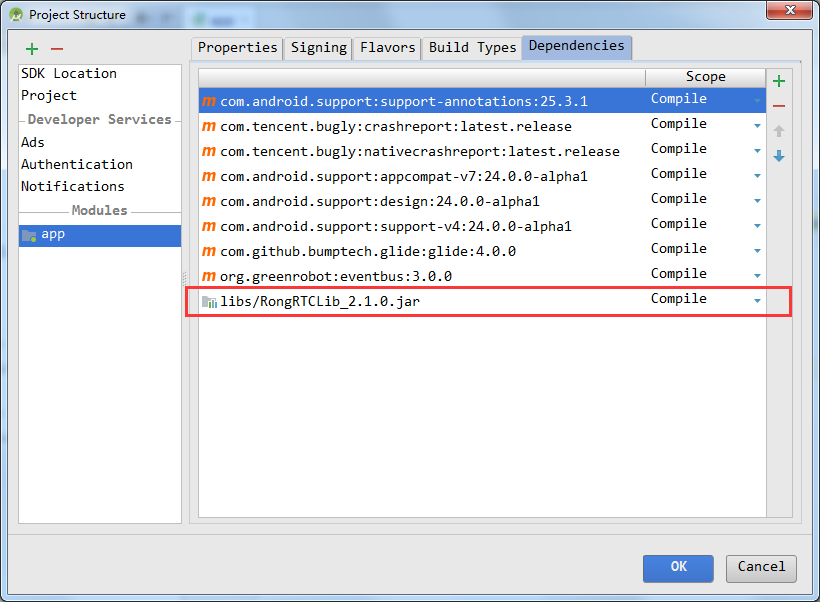 Project Structure
SDK Location
Project
Developer Services
Ads
Authentication
Notifications
Modules
app
Properties Signing Flavors Build Types Dependencies
Scope
m com.android.support:support-annotations:25.3.1 Compile
m com.tencent.bugly:crashreport:latest.release Compile
m com.tencent.bugly:nativecrashreport:latest.release Compile
m com.android.support:appcompat-v7:24.0.0-alpha1 Compile
m com.android.support:design:24.0.0-alpha1 Compile
m com.android.support:support-v4:24.0.0-alpha1 Compile
m com.github.bumptech.glide:glide:4.0.0 Compile
m org.greenrobot:eventbus:3.0.0 Compile
libs/RongRTCLib_2.1.0.jar Compile
OK Cancel